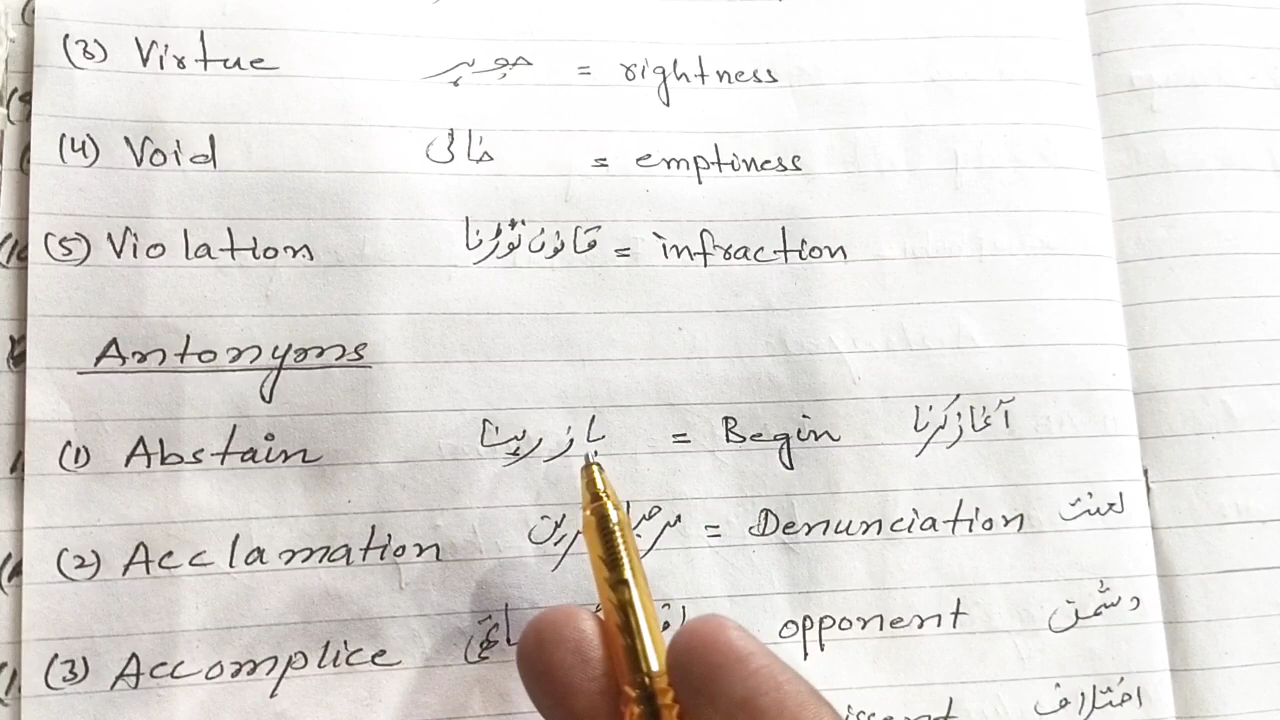 (3) Virtue جوہر = rightness
(4) Void خالی = emptiness
(5) Violation قانون توڑنا = infraction
Antonyms
(1) Abstain باز رہنا = Begin آغاز کرنا
(2) Acclamation = Denunciation لعنت
(3) Accomplice opponent دشمن
اختلاف